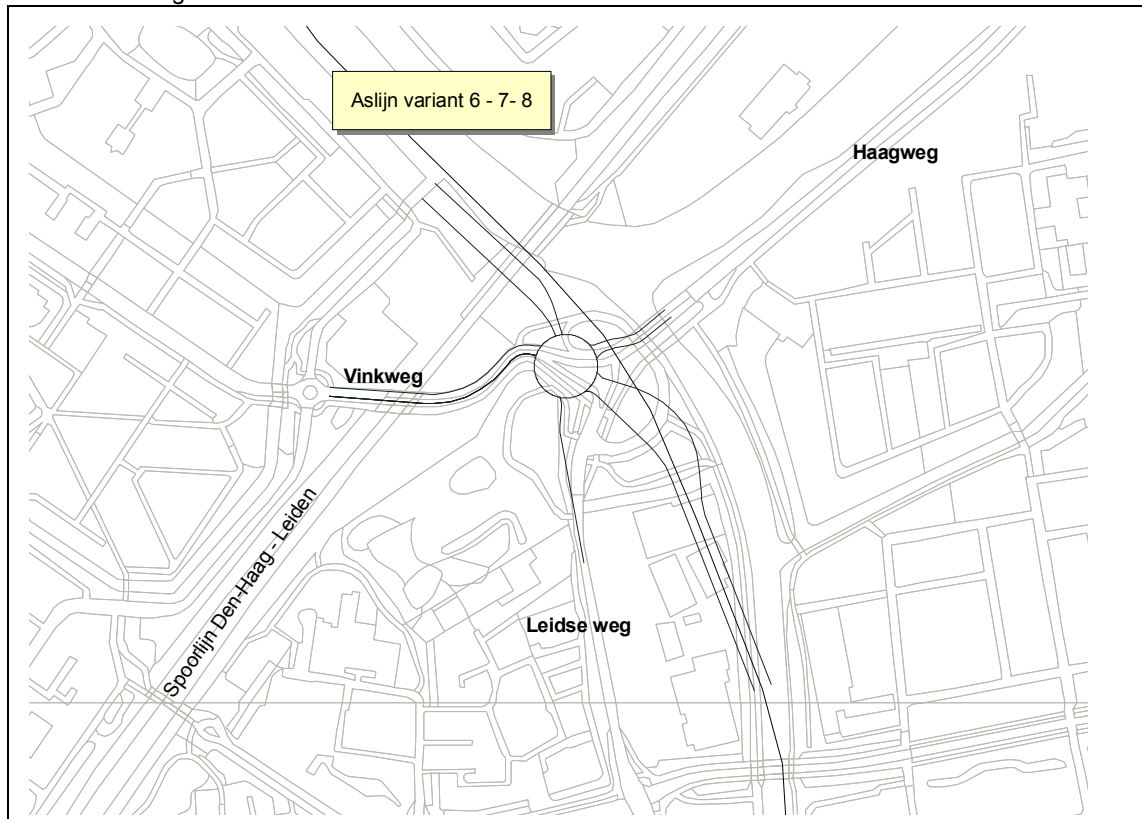 Aslijn variant 6 - 7- 8
Haagweg
Vinkweg
Spoorlijn Den-Haag - Leiden
Leidse weg